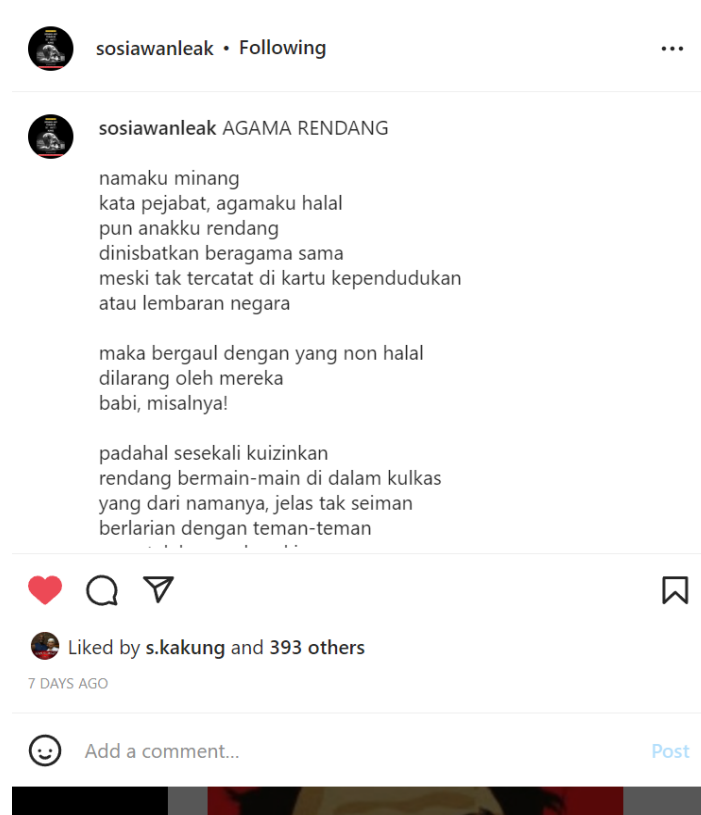 sosiawanleak • Following
sosiawanleak AGAMA RENDANG
namaku minang
kata pejabat, agamaku halal
pun anakku rendang
dinisbatkan beragama sama
meski tak tercatat di kartu kependudukan
atau lembaran negara
maka bergaul dengan yang non halal
dilarang oleh mereka
babi, misalnya!
padahal sesekali kuizinkan
rendang bermain-main di dalam kulkas
yang dari namanya, jelas tak seiman
berlarian dengan teman-teman
Liked by s.kakung and 393 others
7 DAYS AGO
Add a comment...
Post